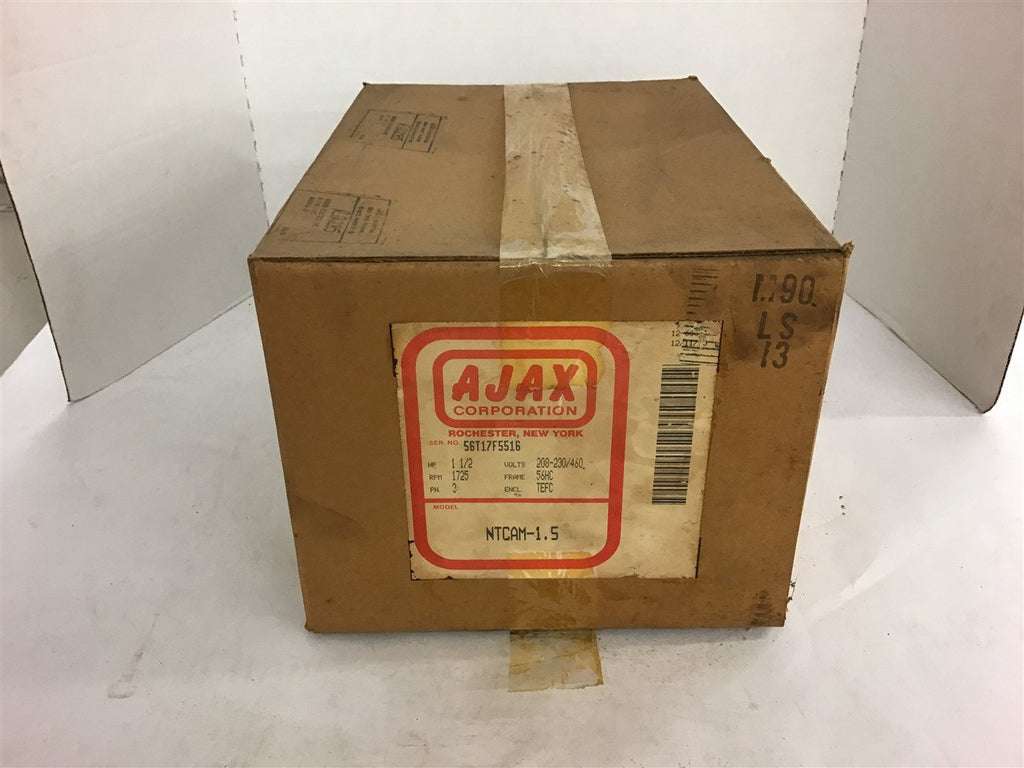 AJAX
CORPORATION
ROCHESTER, NEW YORK
SER. NO. 56T17F5516
HP. 1 1/2 VOLTS 208-230/460
RPM 1725 FRAME 56HC
PH. 3 ENCL. TEFC
MODEL
NTCAM-1.5
90
LS
13